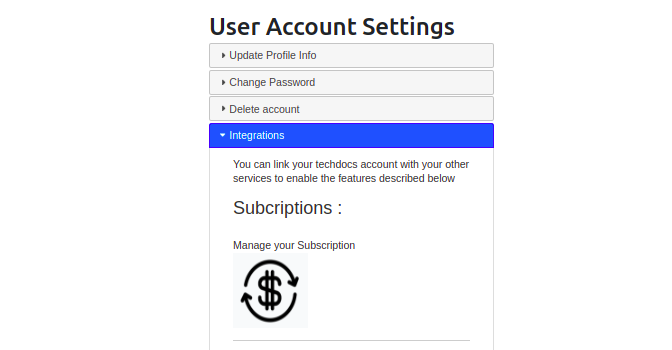 User Account Settings
Update Profile Info
Change Password
Delete account
Integrations
You can link your techdocs account with your other
services to enable the features described below
Subcriptions :
Manage your Subscription
$